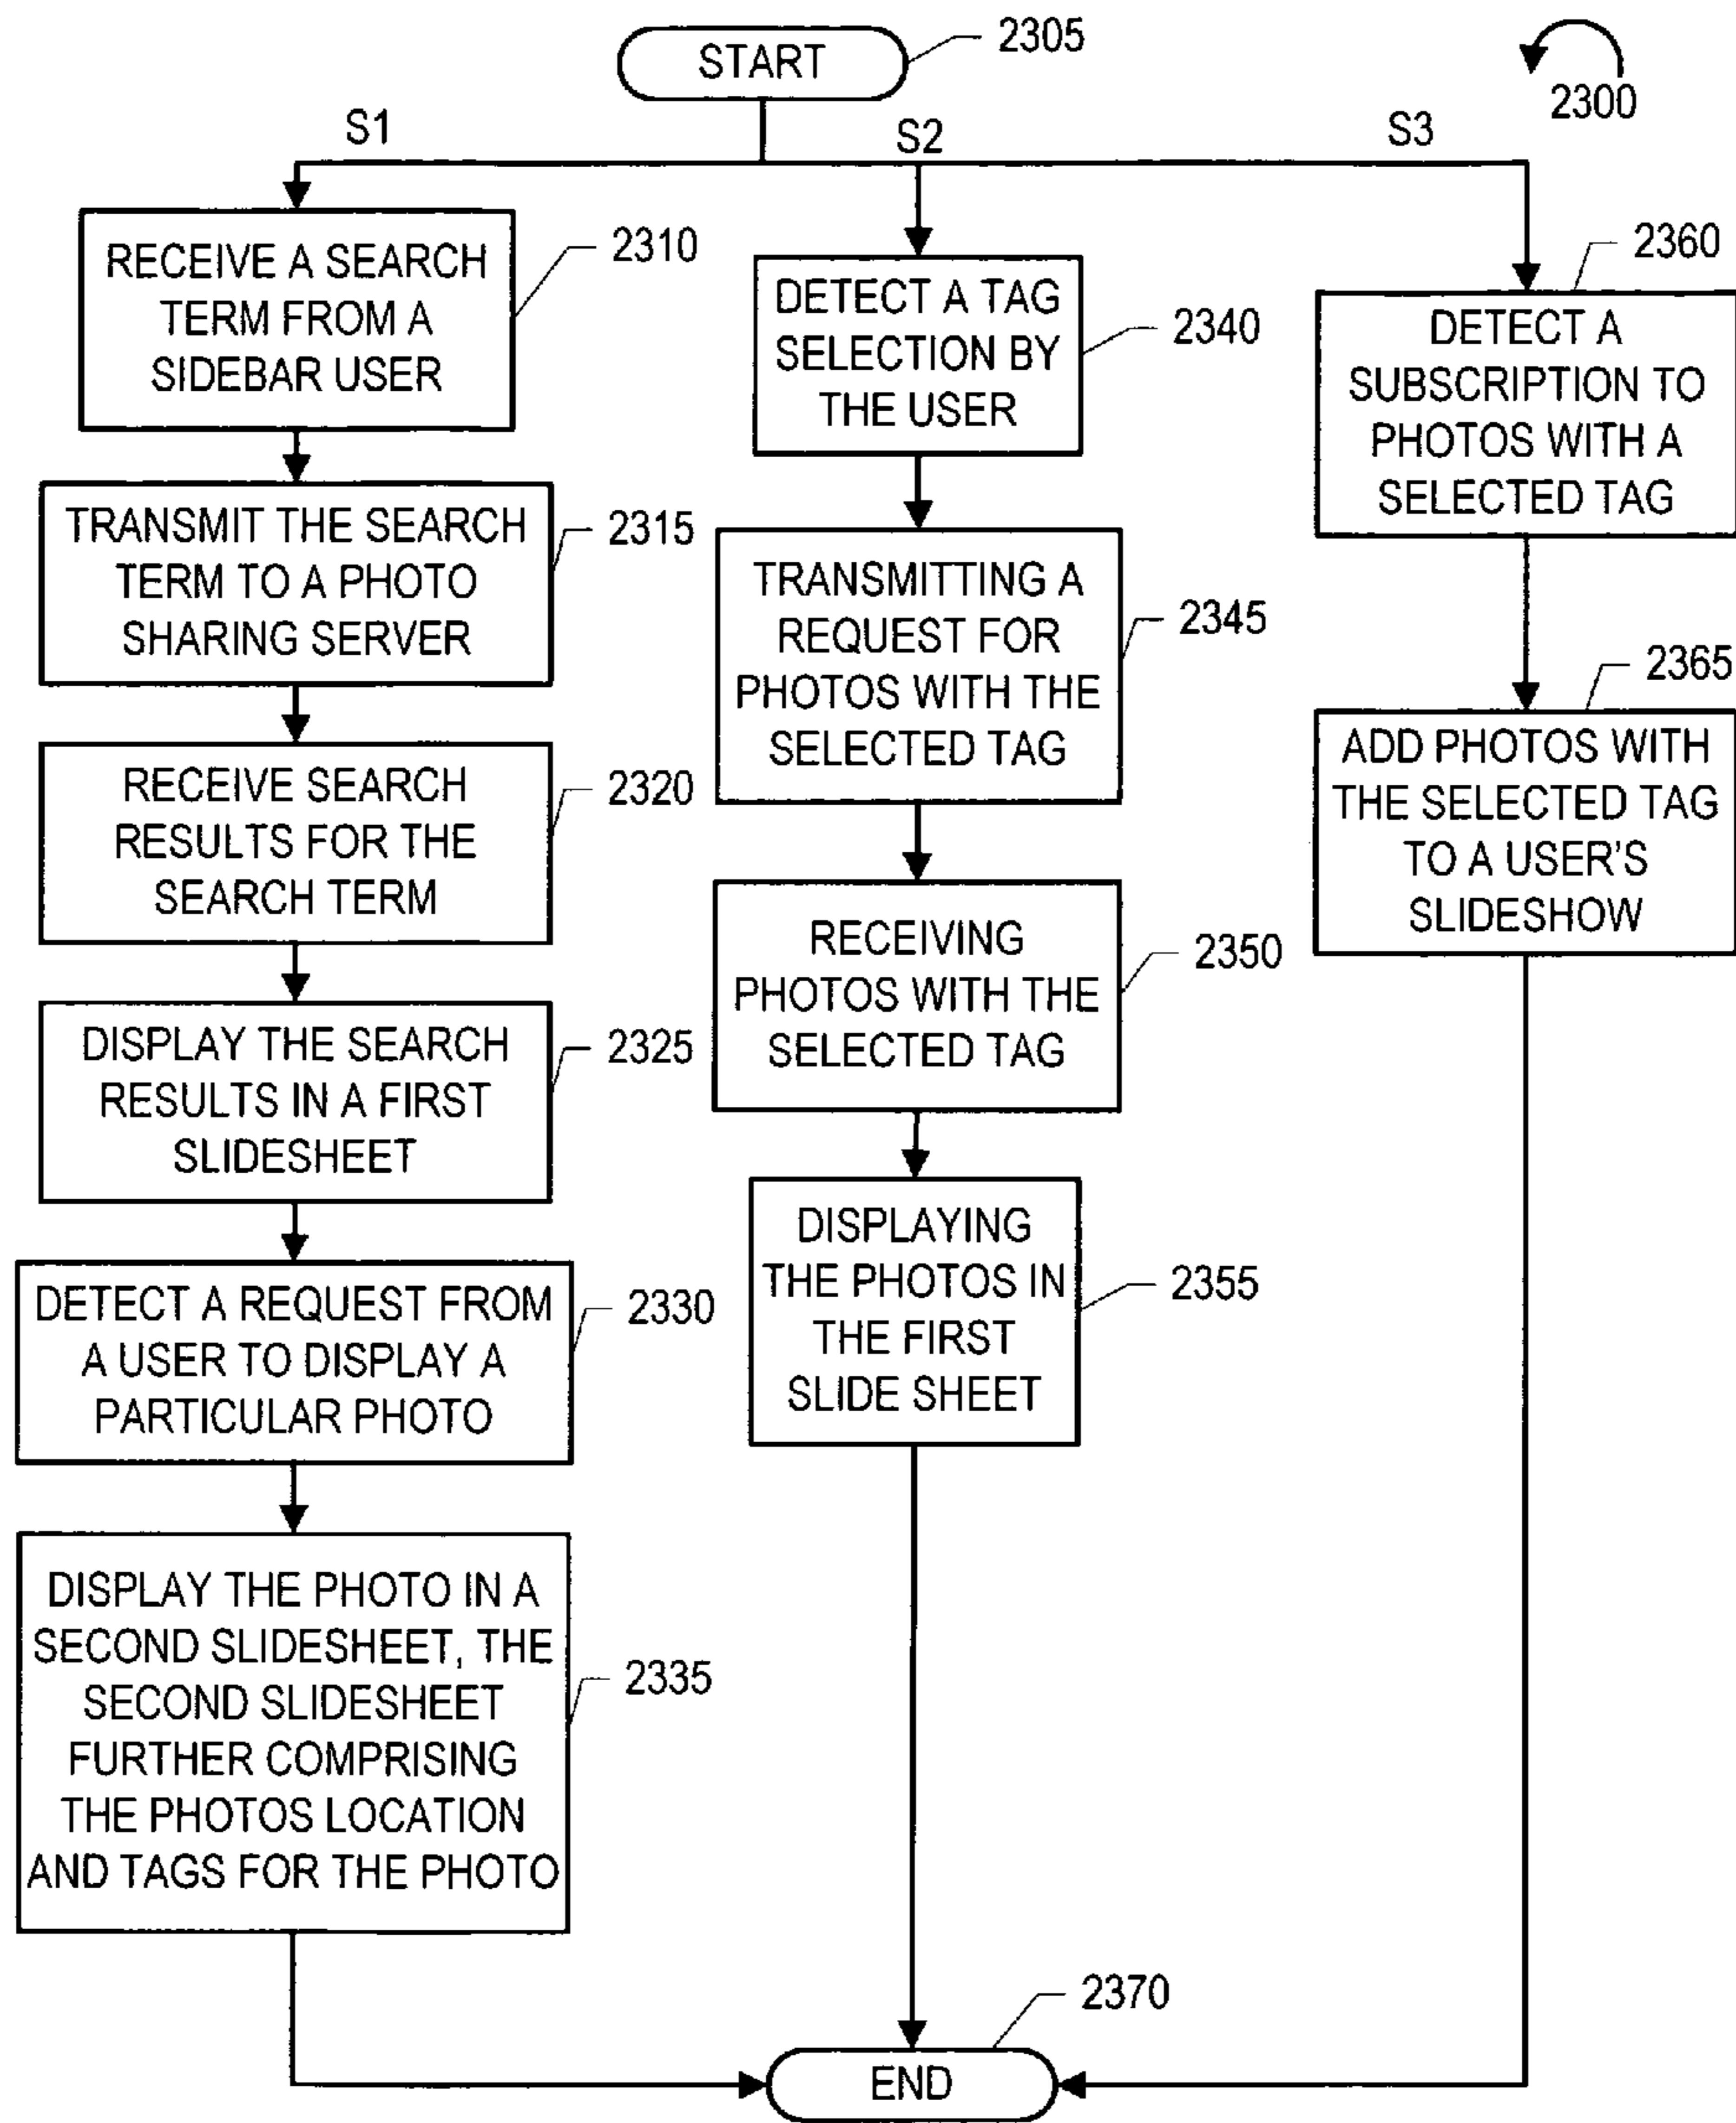 START
2305
2300
S1
S2
S3
RECEIVE A SEARCH
TERM FROM A
SIDEBAR USER
2310
TRANSMIT THE SEARCH
TERM TO A PHOTO
SHARING SERVER
2315
RECEIVE SEARCH
RESULTS FOR THE
SEARCH TERM
2320
DISPLAY THE SEARCH
RESULTS IN A FIRST
SLIDESHEET
2325
DETECT A REQUEST FROM
A USER TO DISPLAY A
PARTICULAR PHOTO
2330
DISPLAY THE PHOTO IN A
SECOND SLIDESHEET, THE
SECOND SLIDESHEET
FURTHER COMPRISING
THE PHOTOS LOCATION
AND TAGS FOR THE PHOTO
2335
DETECT A TAG
SELECTION BY
THE USER
2340
TRANSMITTING A
REQUEST FOR
PHOTOS WITH THE
SELECTED TAG
2345
RECEIVING
PHOTOS WITH THE
SELECTED TAG
2350
DISPLAYING
THE PHOTOS IN
THE FIRST
SLIDE SHEET
2355
DETECT A
SUBSCRIPTION TO
PHOTOS WITH A
SELECTED TAG
2360
ADD PHOTOS WITH
THE SELECTED TAG
TO A USER'S
SLIDESHOW
2365
END
2370